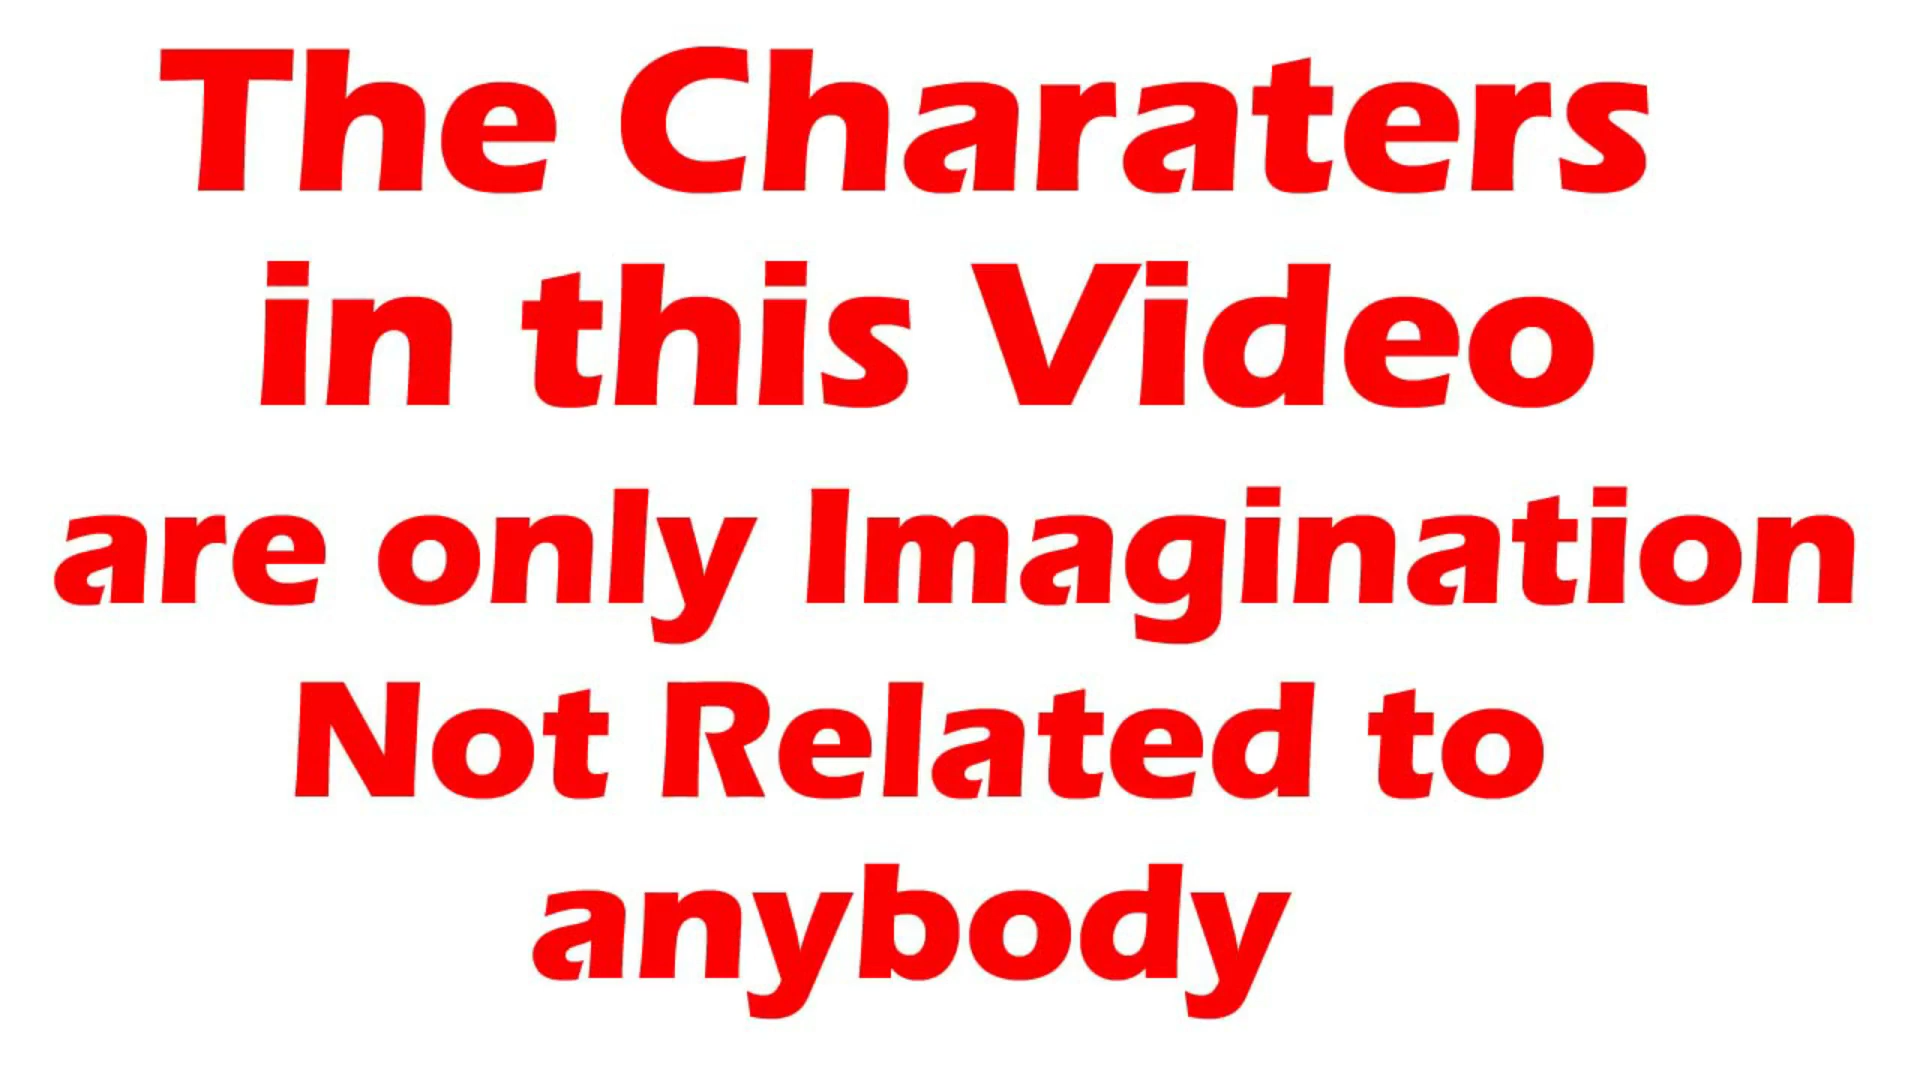 The Charaters
in this Video
are only Imagination
Not Related to
anybody